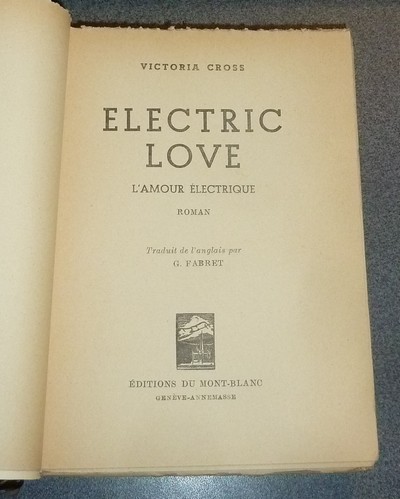 VICTORIA CROSS
ELECTRIC
LOVE
L'AMOUR ÉLECTRIQUE
ROMAN
Traduit de l'anglais par
G. FABRET
ÉDITIONS DU MONT-BLANC
GENÈVE-ANNEMASSE